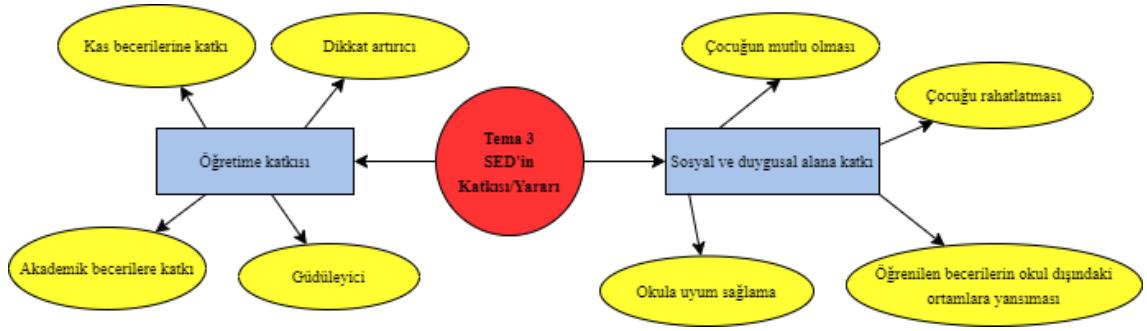 Kas becerilerine katkı
Dikkat artırıcı
Öğretime katkısı
Akademik becerilere katkı
Güdüleyici
Tema 3
SED'in
Katkısı/Yararı
Çocuğun mutlu olması
Çocuğu rahatlatması
Sosyal ve duygusal alana katkı
Okula uyum sağlama
Öğrenilen becerilerin okul dışındaki
ortamlara yansıması